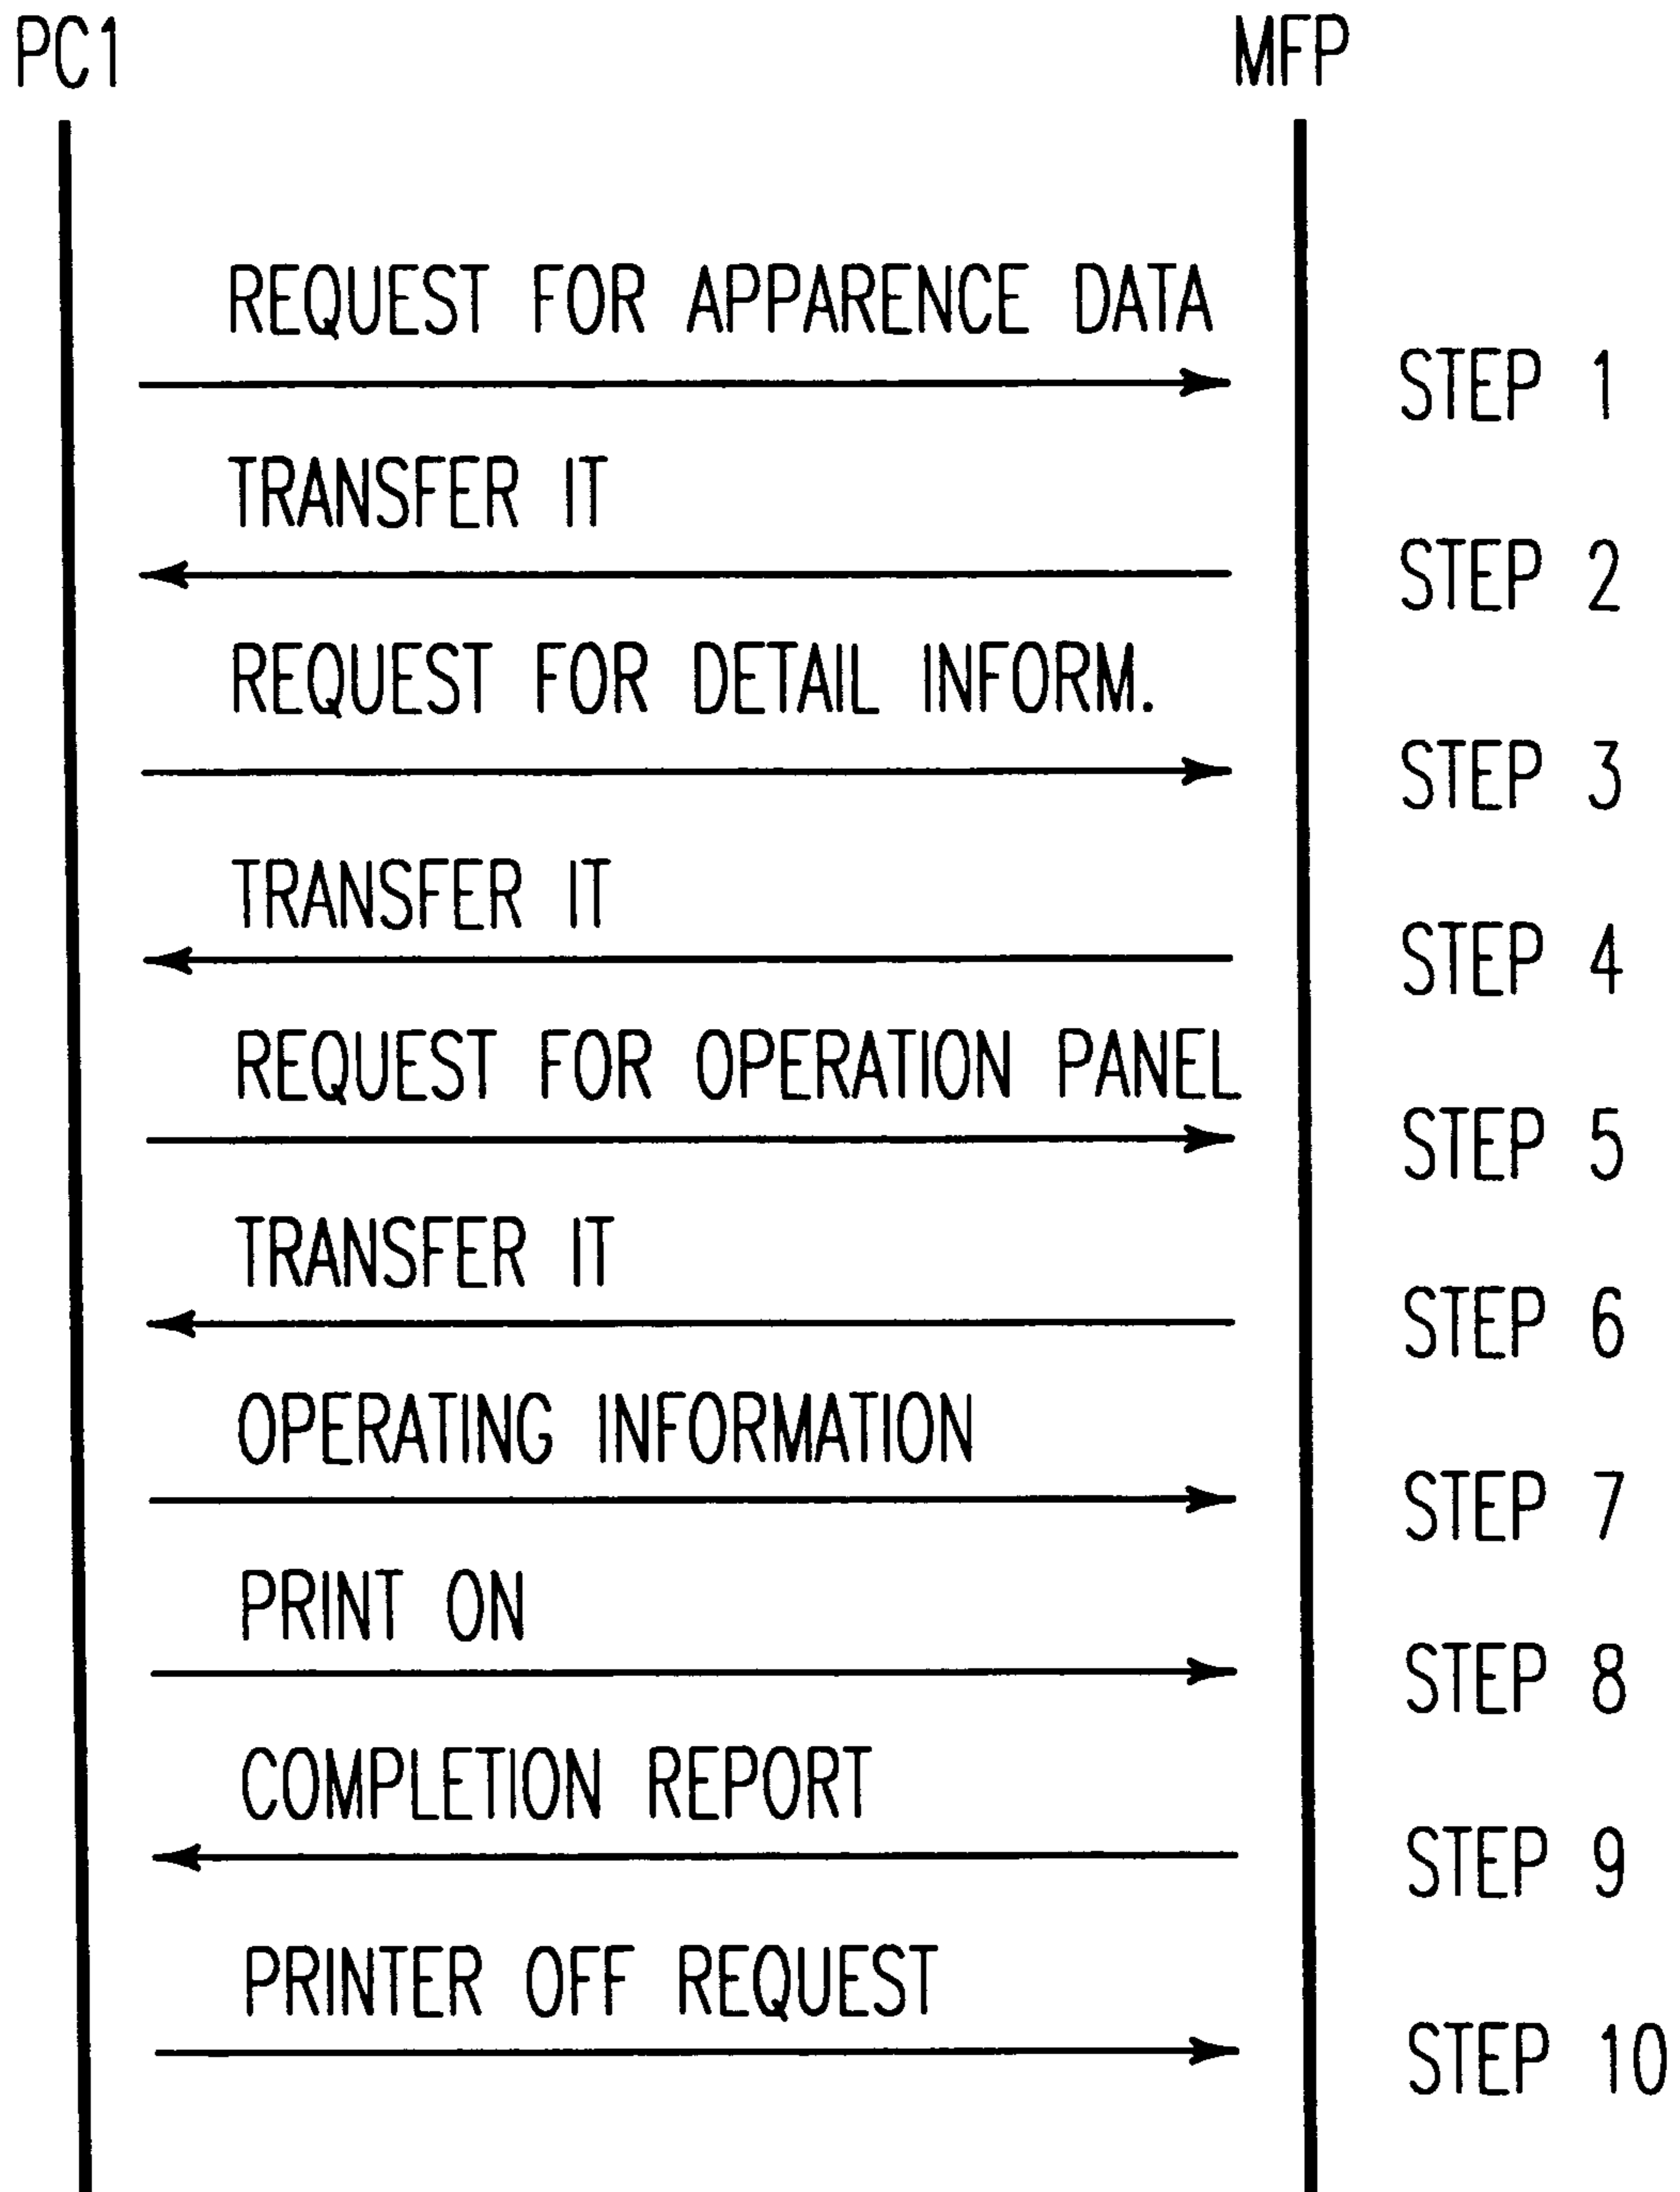 PC1 MFP
REQUEST FOR APPARENCE DATA
STEP 1
TRANSFER IT
STEP 2
REQUEST FOR DETAIL INFORM.
STEP 3
TRANSFER IT
STEP 4
REQUEST FOR OPERATION PANEL
STEP 5
TRANSFER IT
STEP 6
OPERATING INFORMATION
STEP 7
PRINT ON
STEP 8
COMPLETION REPORT
STEP 9
PRINTER OFF REQUEST
STEP 10